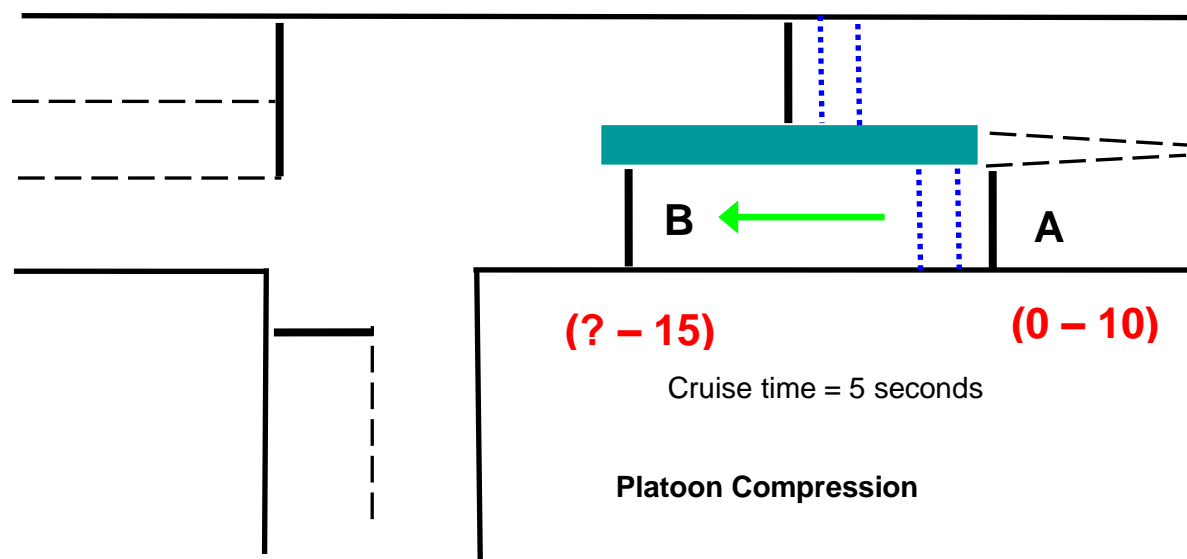 B
A
(? – 15)
(0 – 10)
Cruise time = 5 seconds
Platoon Compression